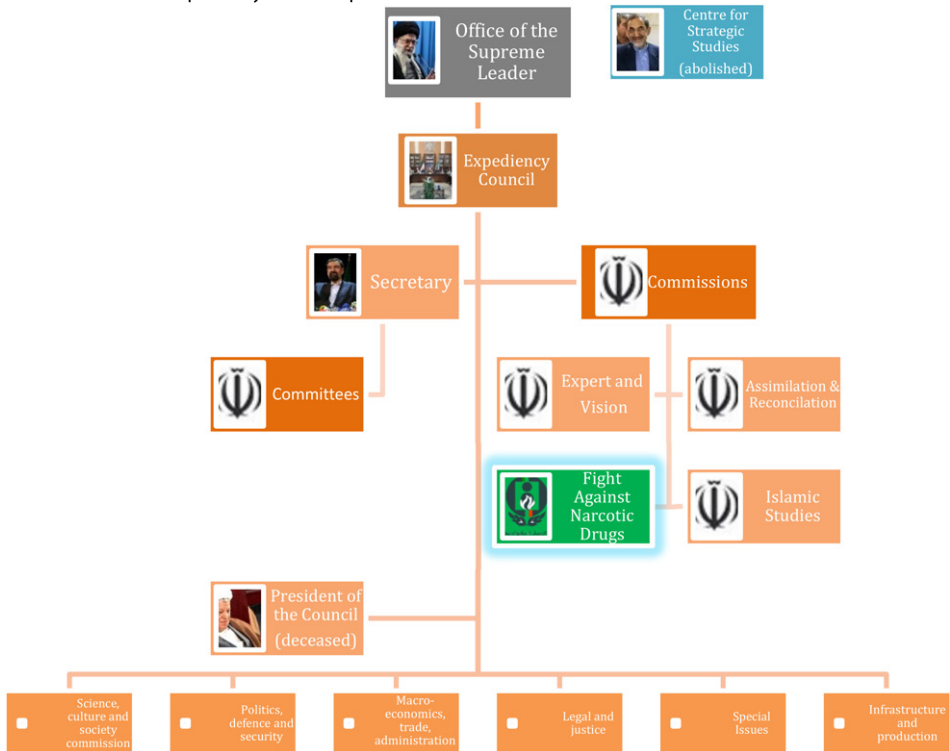 Office of the
Supreme
Leader
Centre for
Strategic
Studies
(abolished)
Expediency
Council
Secretary
Commissions
Committees
Expert and
Vision
Assimilation &
Reconcilation
Fight
Against
Narcotic
Drugs
Islamic
Studies
President of
the Council
(deceased)
Science,
culture and
society
commission
Politics,
defence and
security
Macro-
economics,
trade,
administration
Legal and
justice
Special
Issues
Infrastructure
and
production